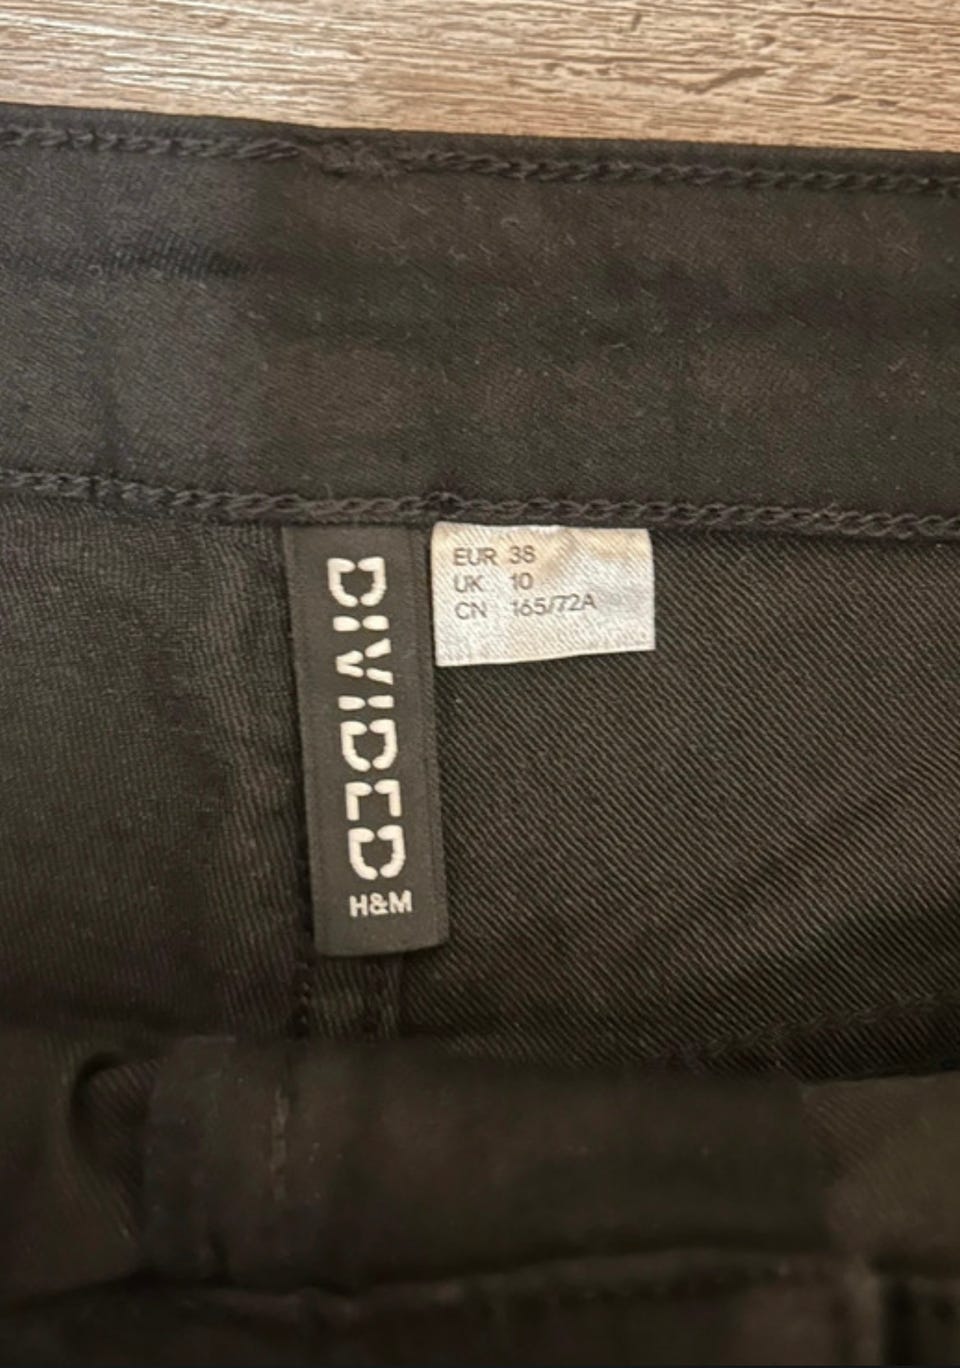 DIVIDED
H&M
EUR 38
UK 10
CN 165/72A